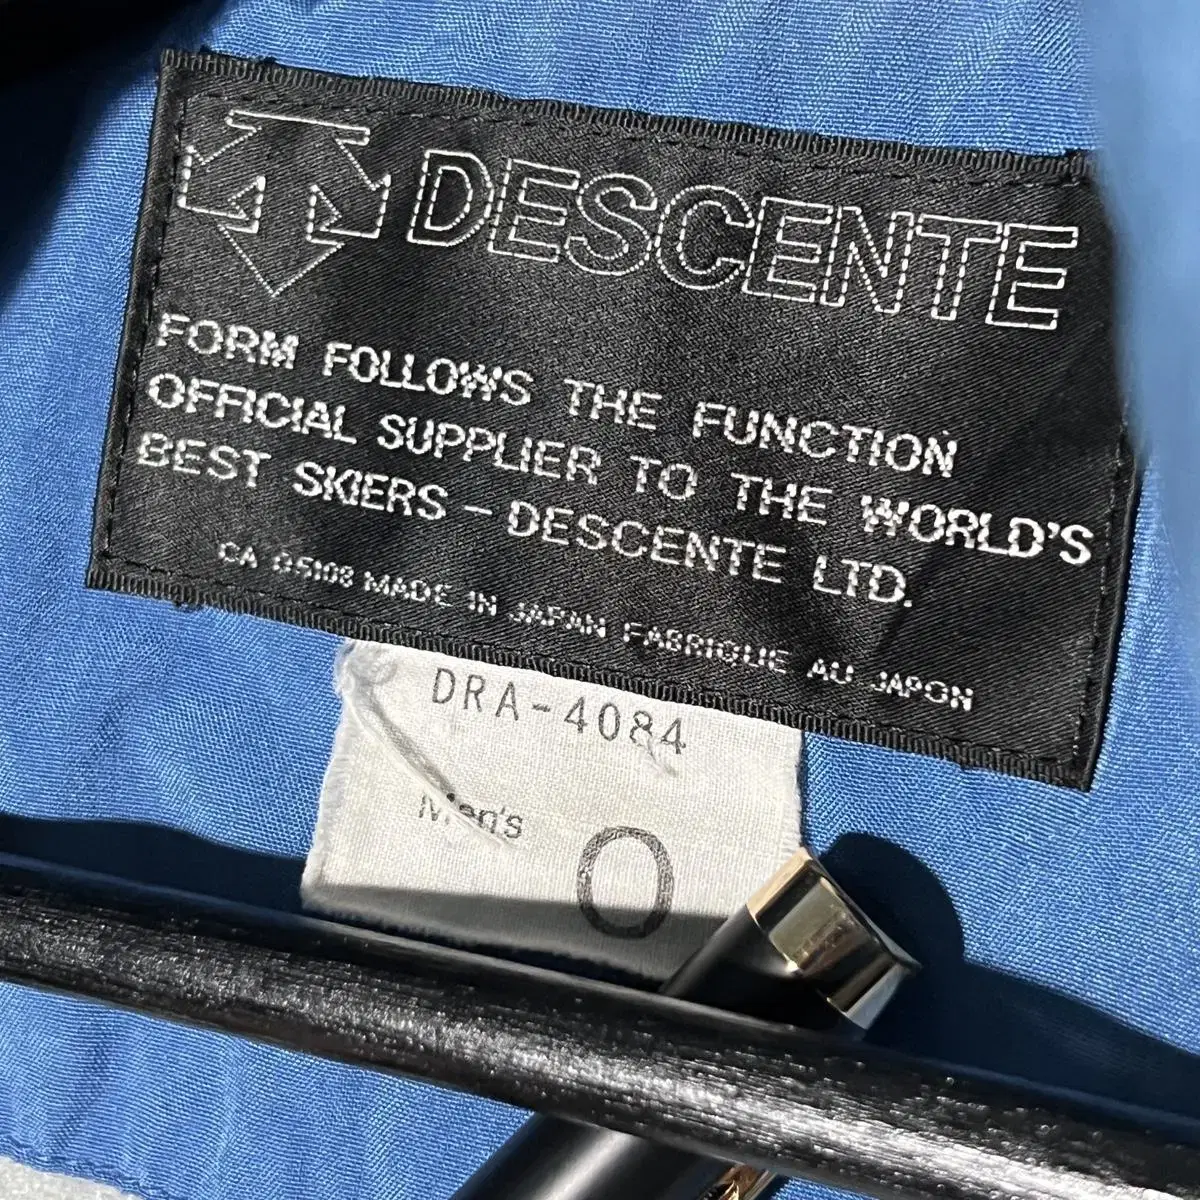 DESCENTE
FORM FOLLOWS THE FUNCTION
OFFICIAL SUPPLIER TO THE WORLD'S
BEST SKIERS – DESCENTE LTD.
CA 05108 MADE IN JAPAN FABRIQUE AU JAPON
DRA-4084
Men's
O